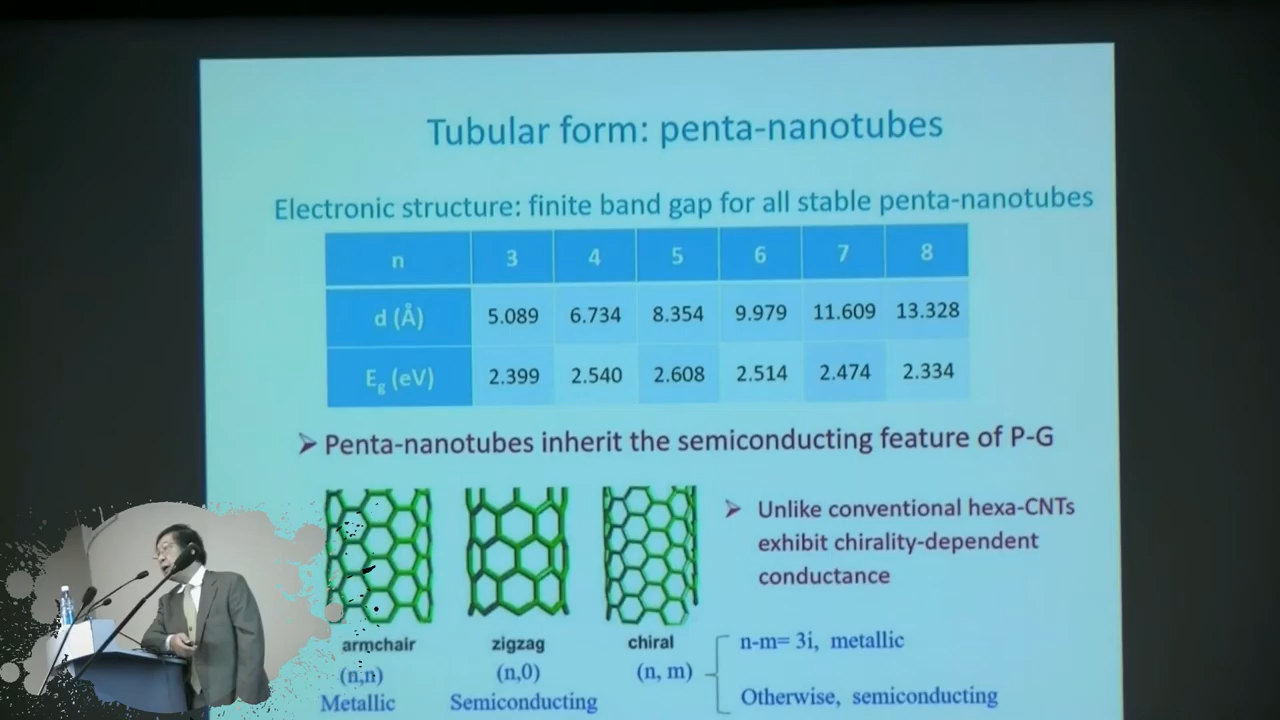 Tubular form: penta-nanotubes
Electronic structure: finite band gap for all stable penta-nanotubes
n 3 4 5 6 7 8
d (Å) 5.089 6.734 8.354 9.979 11.609 13.328
Eg (eV) 2.399 2.540 2.608 2.514 2.474 2.334
➢ Penta-nanotubes inherit the semiconducting feature of P-G
➢ Unlike conventional hexa-CNTs
exhibit chirality-dependent
conductance
armchair zigzag chiral
(n,n) (n,0) (n, m)
Metallic Semiconducting
n-m= 3i, metallic
Otherwise, semiconducting